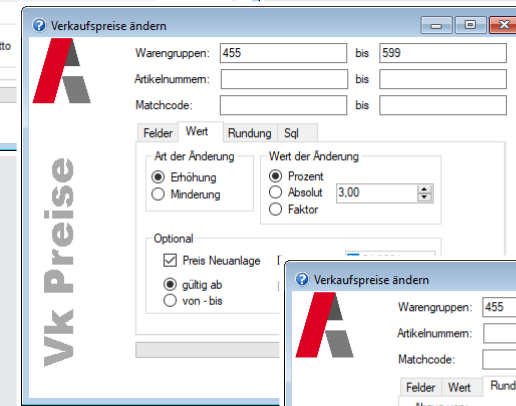 tto
Verkaufspreise ändern
Warengruppen: 455 bis 599
Artikelnummern: bis
Matchcode: bis
Felder Wert Rundung Sql
Art der Änderung Wert der Änderung
Erhöhung Prozent
Minderung Absolut 3,00
Faktor
Optional
Preis Neuanlage
gültig ab
von - bis
Vk Preise
Verkaufspreise ändern
Warengruppen: 455
Artikelnummern:
Matchcode:
Felder Wert Rund